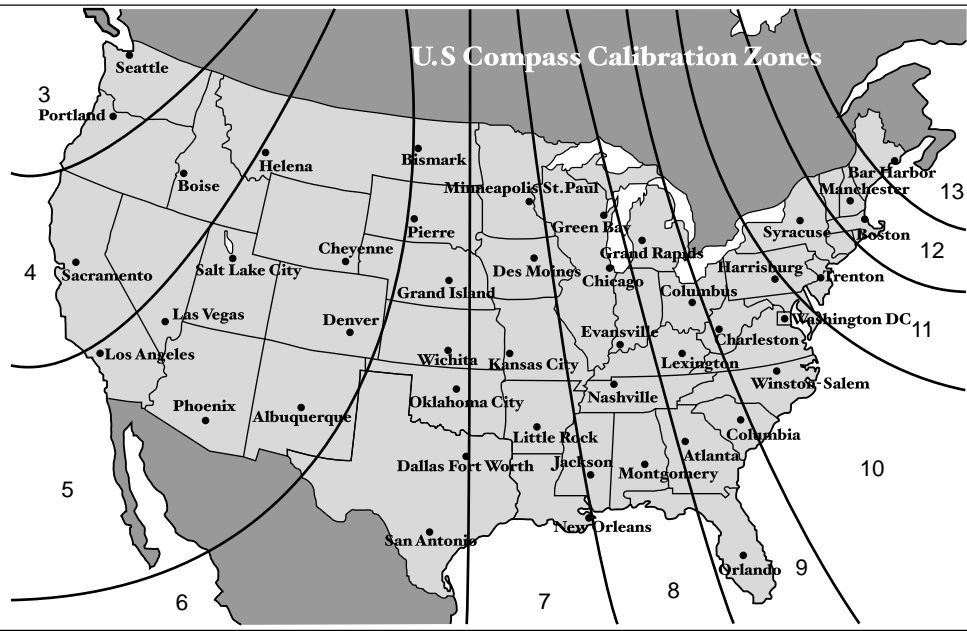 U.S Compass Calibration Zones
Seattle
3
Portland
Helena
Bismark
Boise
Minneapolis St.Paul
Bar Harbor
Manchester
13
Green Bay
Pierre
Syracuse
Boston
12
Cheyenne
Grand Rapids
4
Sacramento
Salt Lake City
Des Moines
Harrisburg
Trenton
Chicago
Grand Island
Columbus
Las Vegas
Denver
Washington DC
11
Evansville
Charleston
Los Angeles
Wichita
Kansas City
Lexington
Winston-Salem
Phoenix
Albuquerque
Oklahoma City
Nashville
Little Rock
Columbia
Atlanta
Dallas Fort Worth
Jackson
Montgomery
10
5
New Orleans
San Antonio
Orlando
9
8
7
6